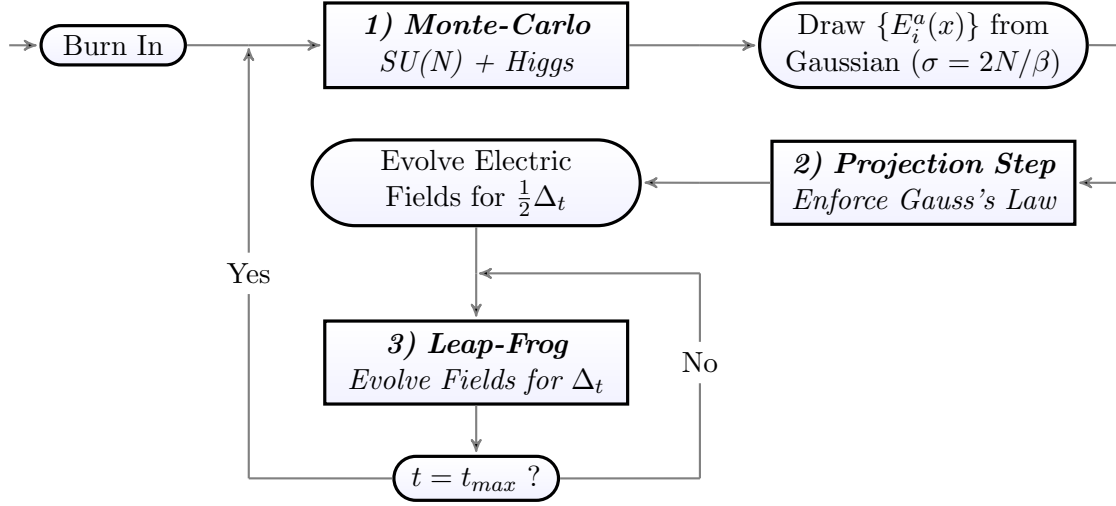 Burn In
1) Monte-Carlo
SU(N) + Higgs
Draw {E_i^a(x)} from
Gaussian (σ = 2N/β)
Evolve Electric
Fields for ½Δ_t
2) Projection Step
Enforce Gauss's Law
Yes
3) Leap-Frog
Evolve Fields for Δ_t
No
t = t_max ?